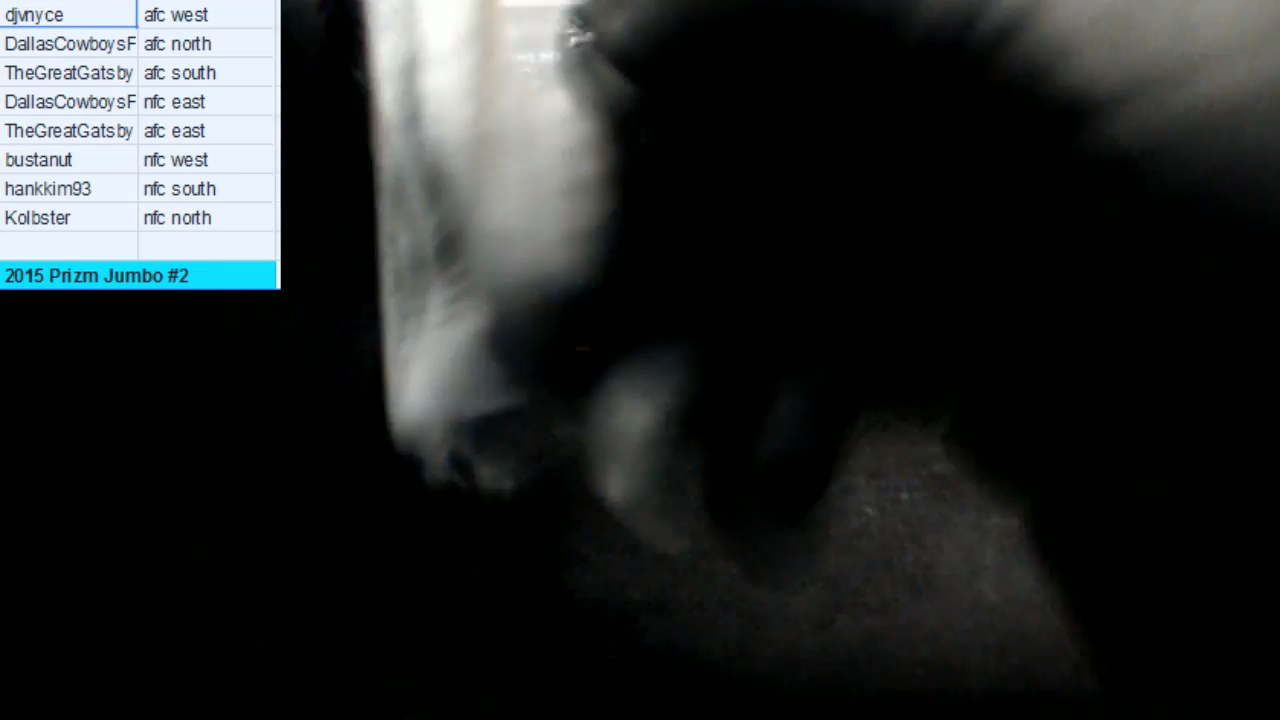 djvnyce afc west
DallasCowboysF afc north
TheGreatGatsby afc south
DallasCowboysF nfc east
TheGreatGatsby afc east
bustanut nfc west
hankkim93 nfc south
Kolbster nfc north
2015 Prizm Jumbo #2